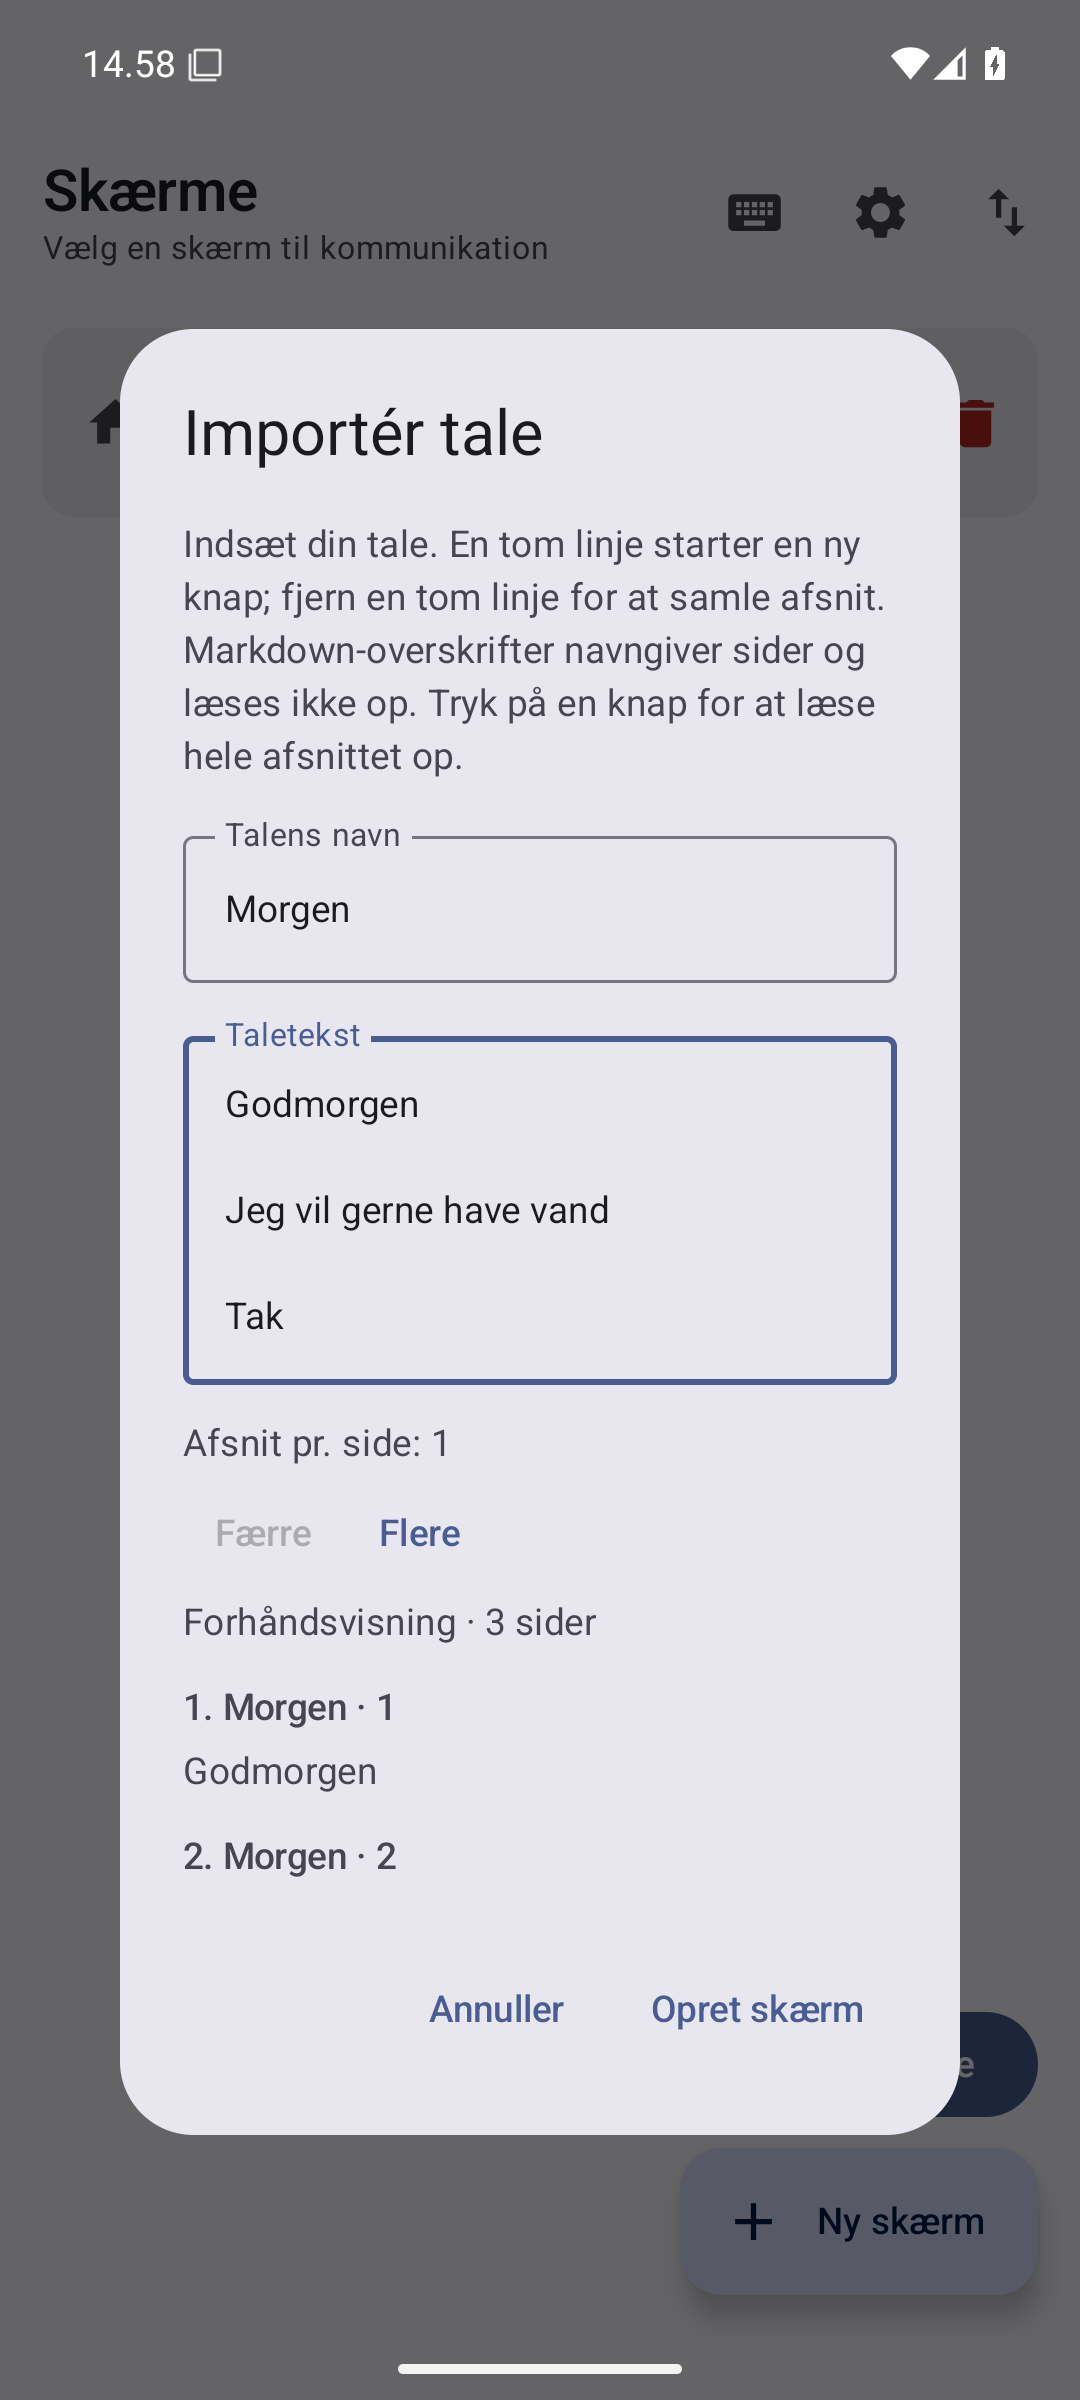 14.58
Skærme
Vælg en skærm til kommunikation
Importér tale
Indsæt din tale. En tom linje starter en ny
knap; fjern en tom linje for at samle afsnit.
Markdown-overskrifter navngiver sider og
læses ikke op. Tryk på en knap for at læse
hele afsnittet op.
Talens navn
Morgen
Taletekst
Godmorgen
Jeg vil gerne have vand
Tak
Afsnit pr. side: 1
Færre Flere
Forhåndsvisning · 3 sider
1. Morgen · 1
Godmorgen
2. Morgen · 2
Annuller Opret skærm
Ny skærm